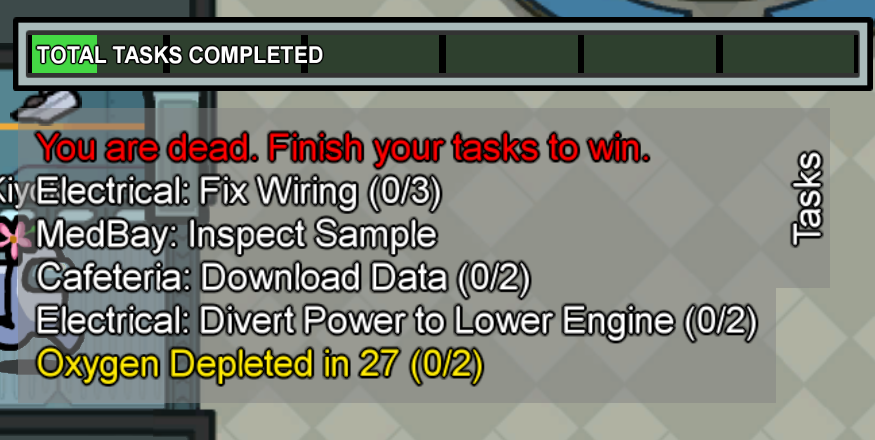 TOTAL TASKS COMPLETED
You are dead. Finish your tasks to win.
Electrical: Fix Wiring (0/3)
MedBay: Inspect Sample
Cafeteria: Download Data (0/2)
Electrical: Divert Power to Lower Engine (0/2)
Oxygen Depleted in 27 (0/2)
Tasks